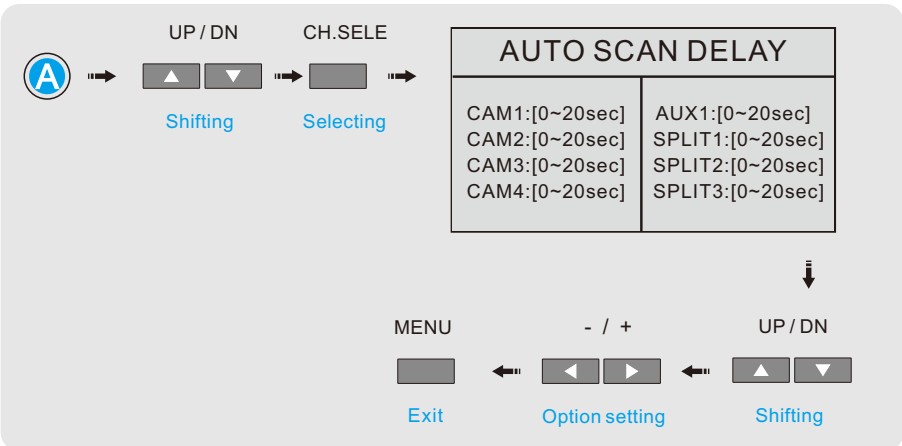 UP / DN
CH.SELE
A
Shifting
Selecting
AUTO SCAN DELAY
CAM1:[0~20sec]
CAM2:[0~20sec]
CAM3:[0~20sec]
CAM4:[0~20sec]
AUX1:[0~20sec]
SPLIT1:[0~20sec]
SPLIT2:[0~20sec]
SPLIT3:[0~20sec]
MENU
- / +
UP / DN
Exit
Option setting
Shifting